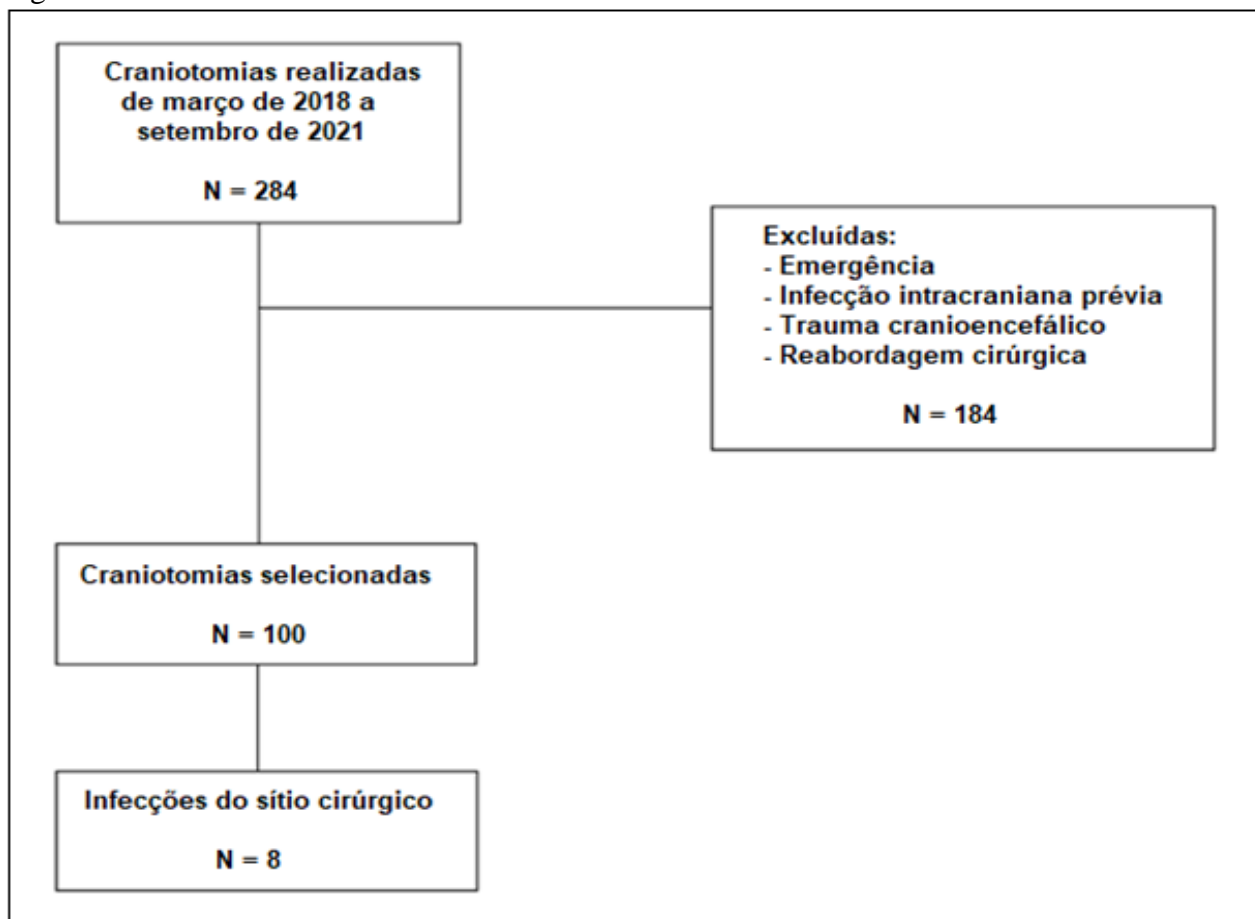 Craniotomias realizadas
de março de 2018 a
setembro de 2021
N = 284
Excluídas:
- Emergência
- Infecção intracraniana prévia
- Trauma cranioencefálico
- Reabordagem cirúrgica
N = 184
Craniotomias selecionadas
N = 100
Infecções do sítio cirúrgico
N = 8